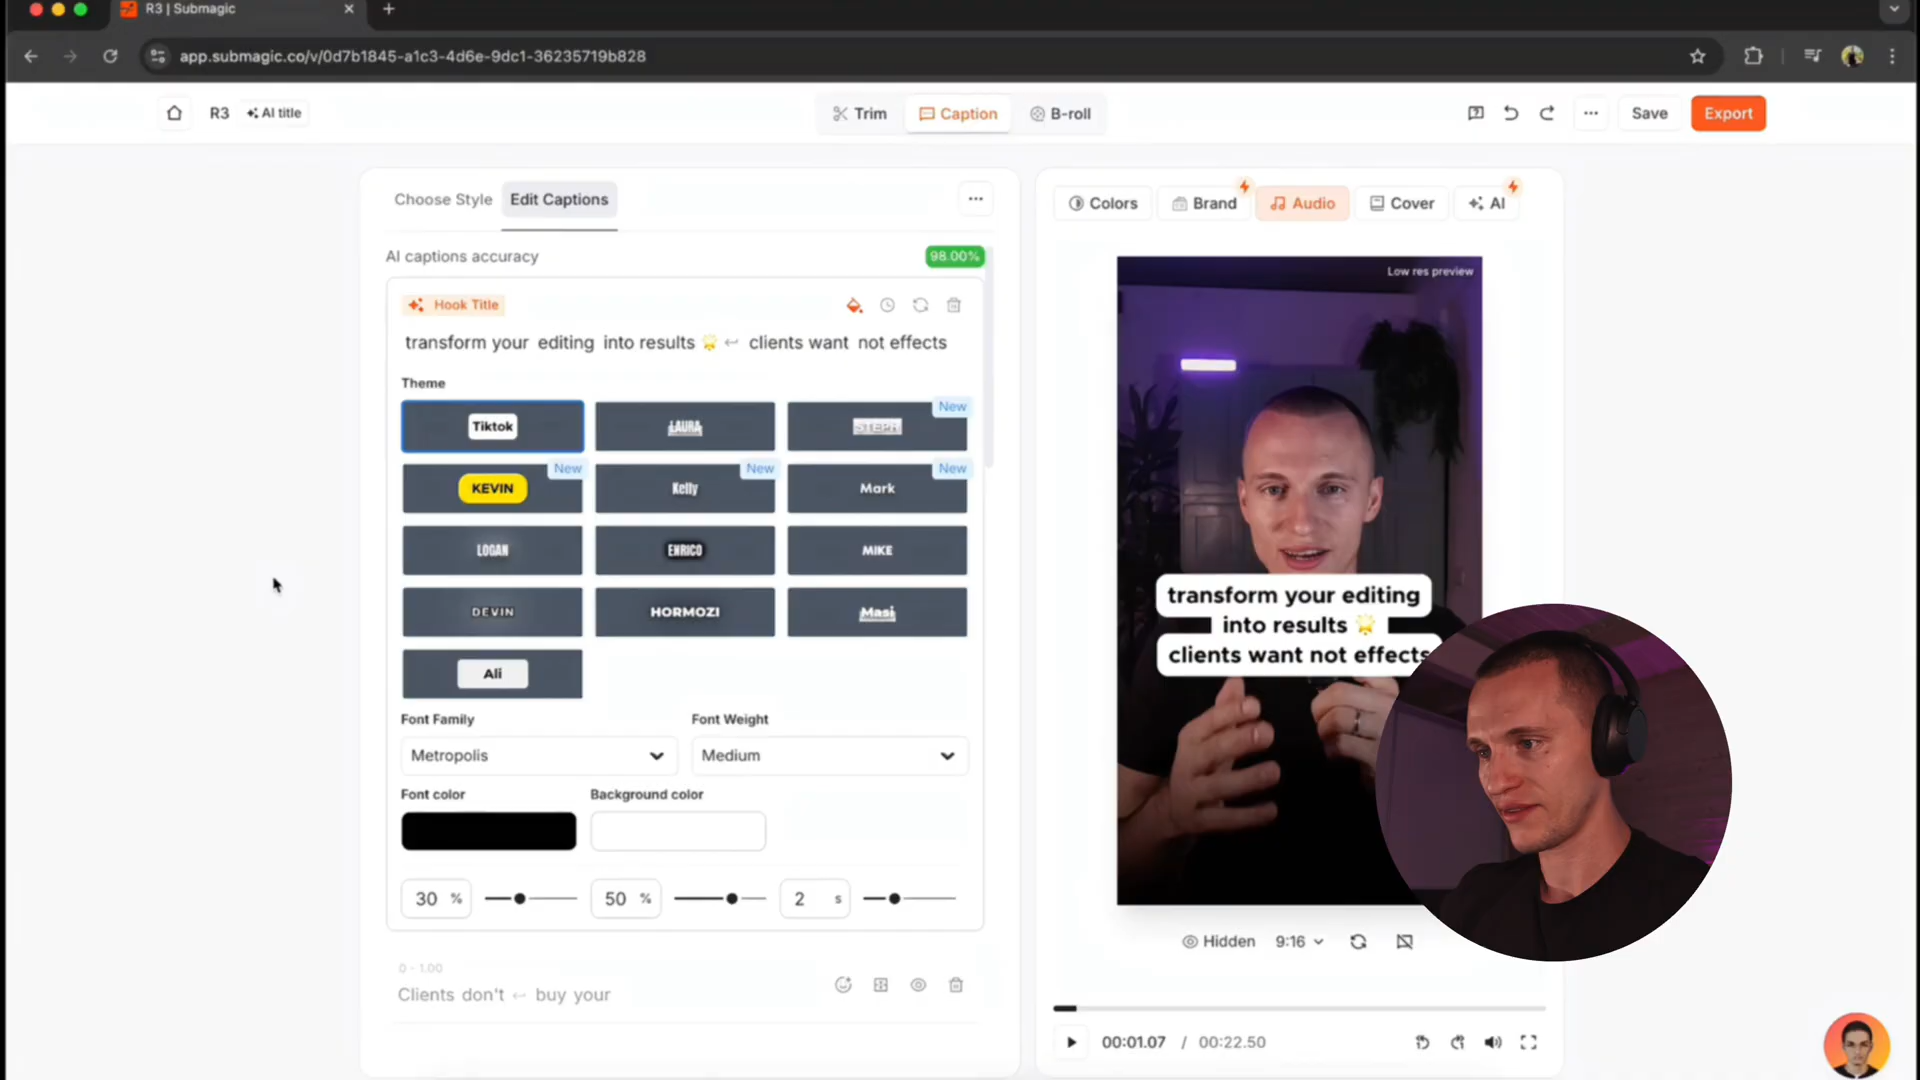 R3 | Submagic
app.submagic.co/v/0d7b1845-a1c3-4d6e-9dc1-36235719b828
R3 AI title
Trim Caption B-roll
Save Export
Choose Style Edit Captions
Colors Brand Audio Cover AI
AI captions accuracy 98.00%
Hook Title
transform your editing into results 🌟 ↩ clients want not effects
Theme
Tiktok LAURA STEPH New
KEVIN New Kelly New Mark New
LOGAN ENRICO MIKE
DEVIN HORMOZI Masi
Ali
Font Family Font Weight
Metropolis Medium
Font color Background color
30 % 50 % 2 s
0 - 1.00
Clients don't ↩ buy your
Low res preview
transform your editing
into results 🌟
clients want not effects
Hidden 9:16
00:01.07 / 00:22.50